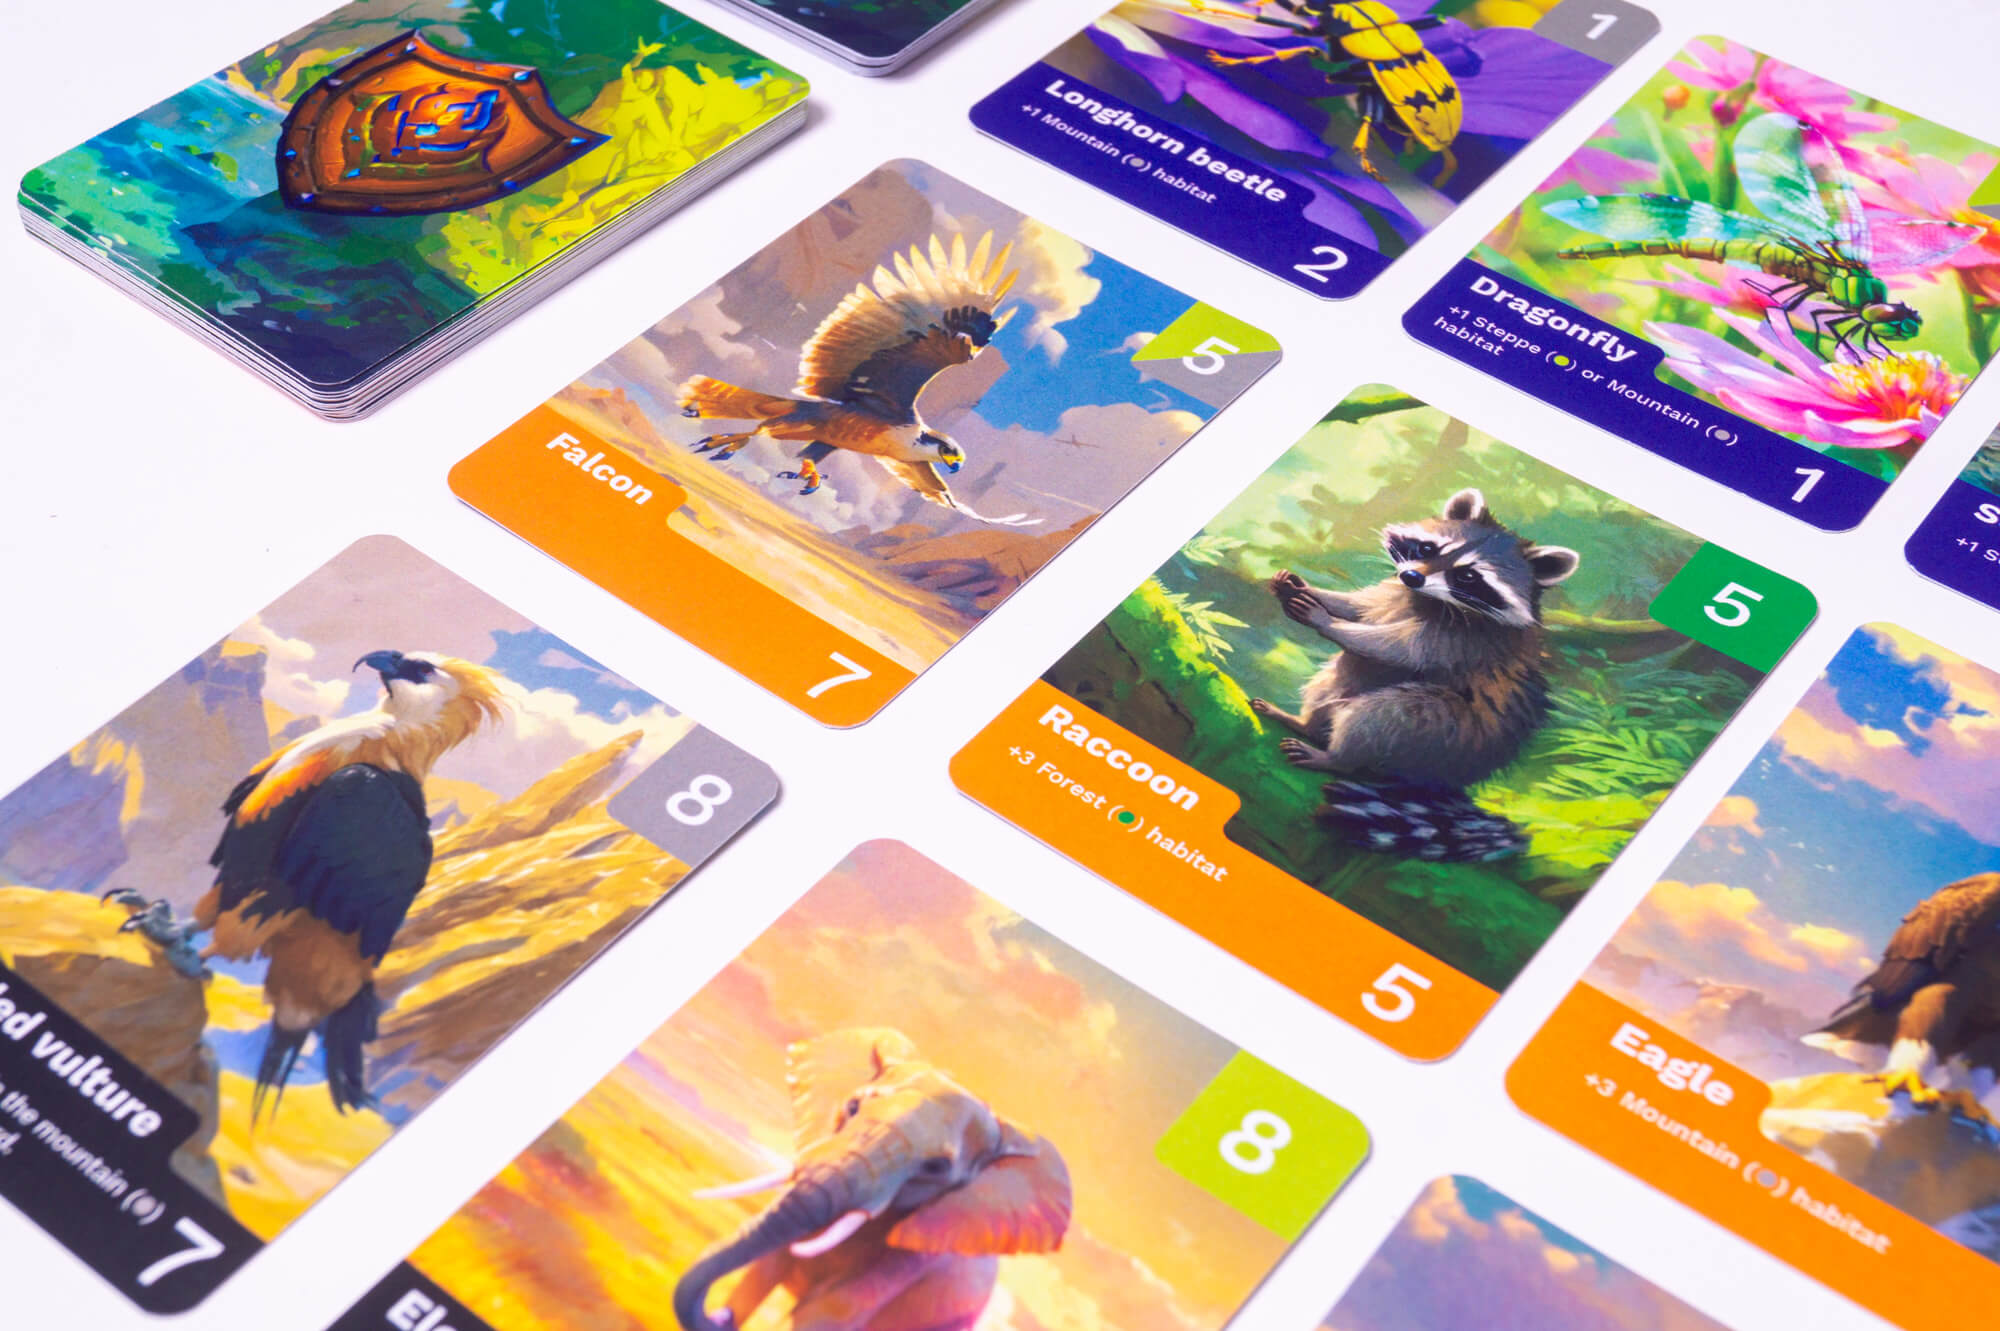 1
Longhorn beetle
+1 Mountain () habitat
2
Dragonfly
+1 Steppe () or Mountain ()
habitat
1
5
Falcon
7
5
Raccoon
+3 Forest () habitat
5
8
vulture
the mountain ()
7
8
Eagle
+3 Mountain () habitat
+1